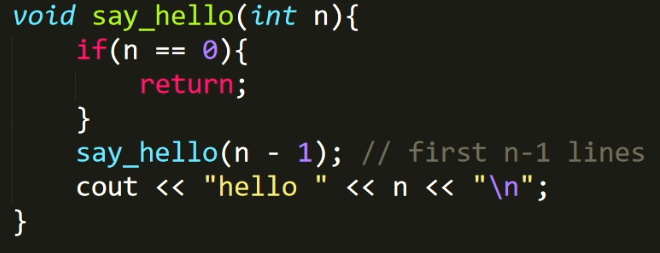 void say_hello(int n){
    if(n == 0){
        return;
    }
    say_hello(n - 1); // first n-1 lines
    cout << "hello " << n << "\n";
}